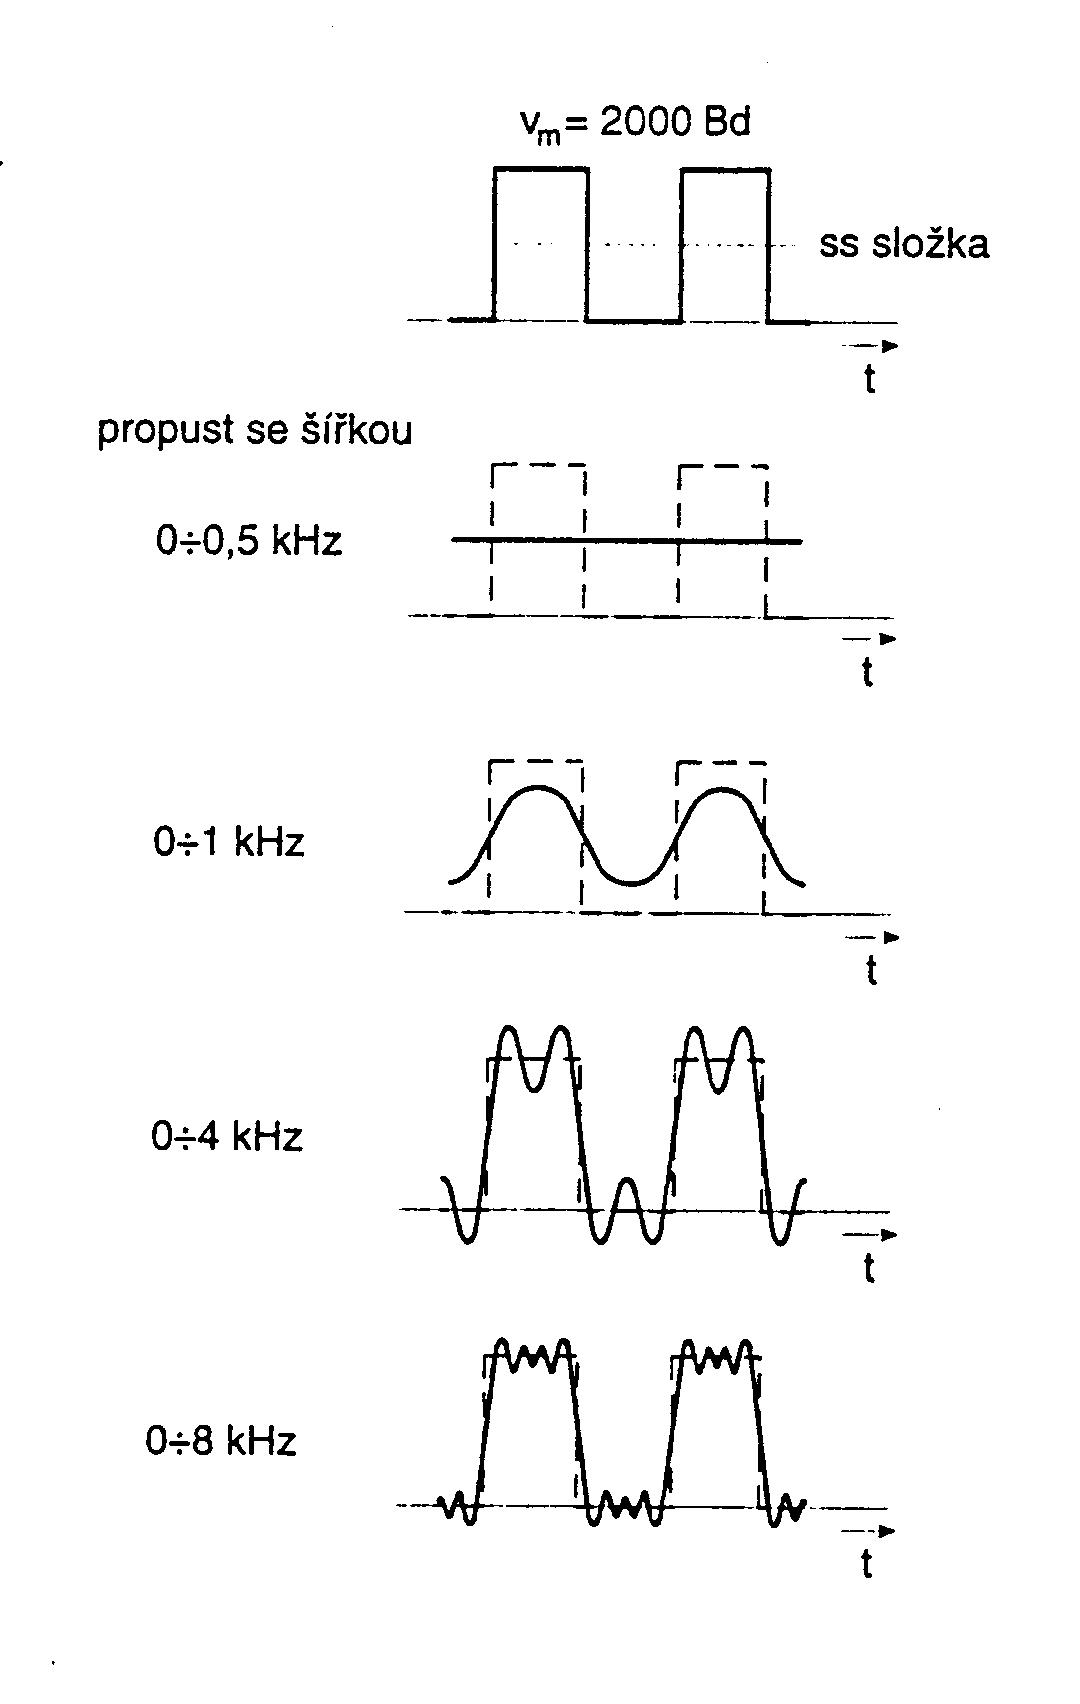 vm= 2000 Bd
ss složka
t
propust se šířkou
0÷0,5 kHz
t
0÷1 kHz
t
0÷4 kHz
t
0÷8 kHz
t